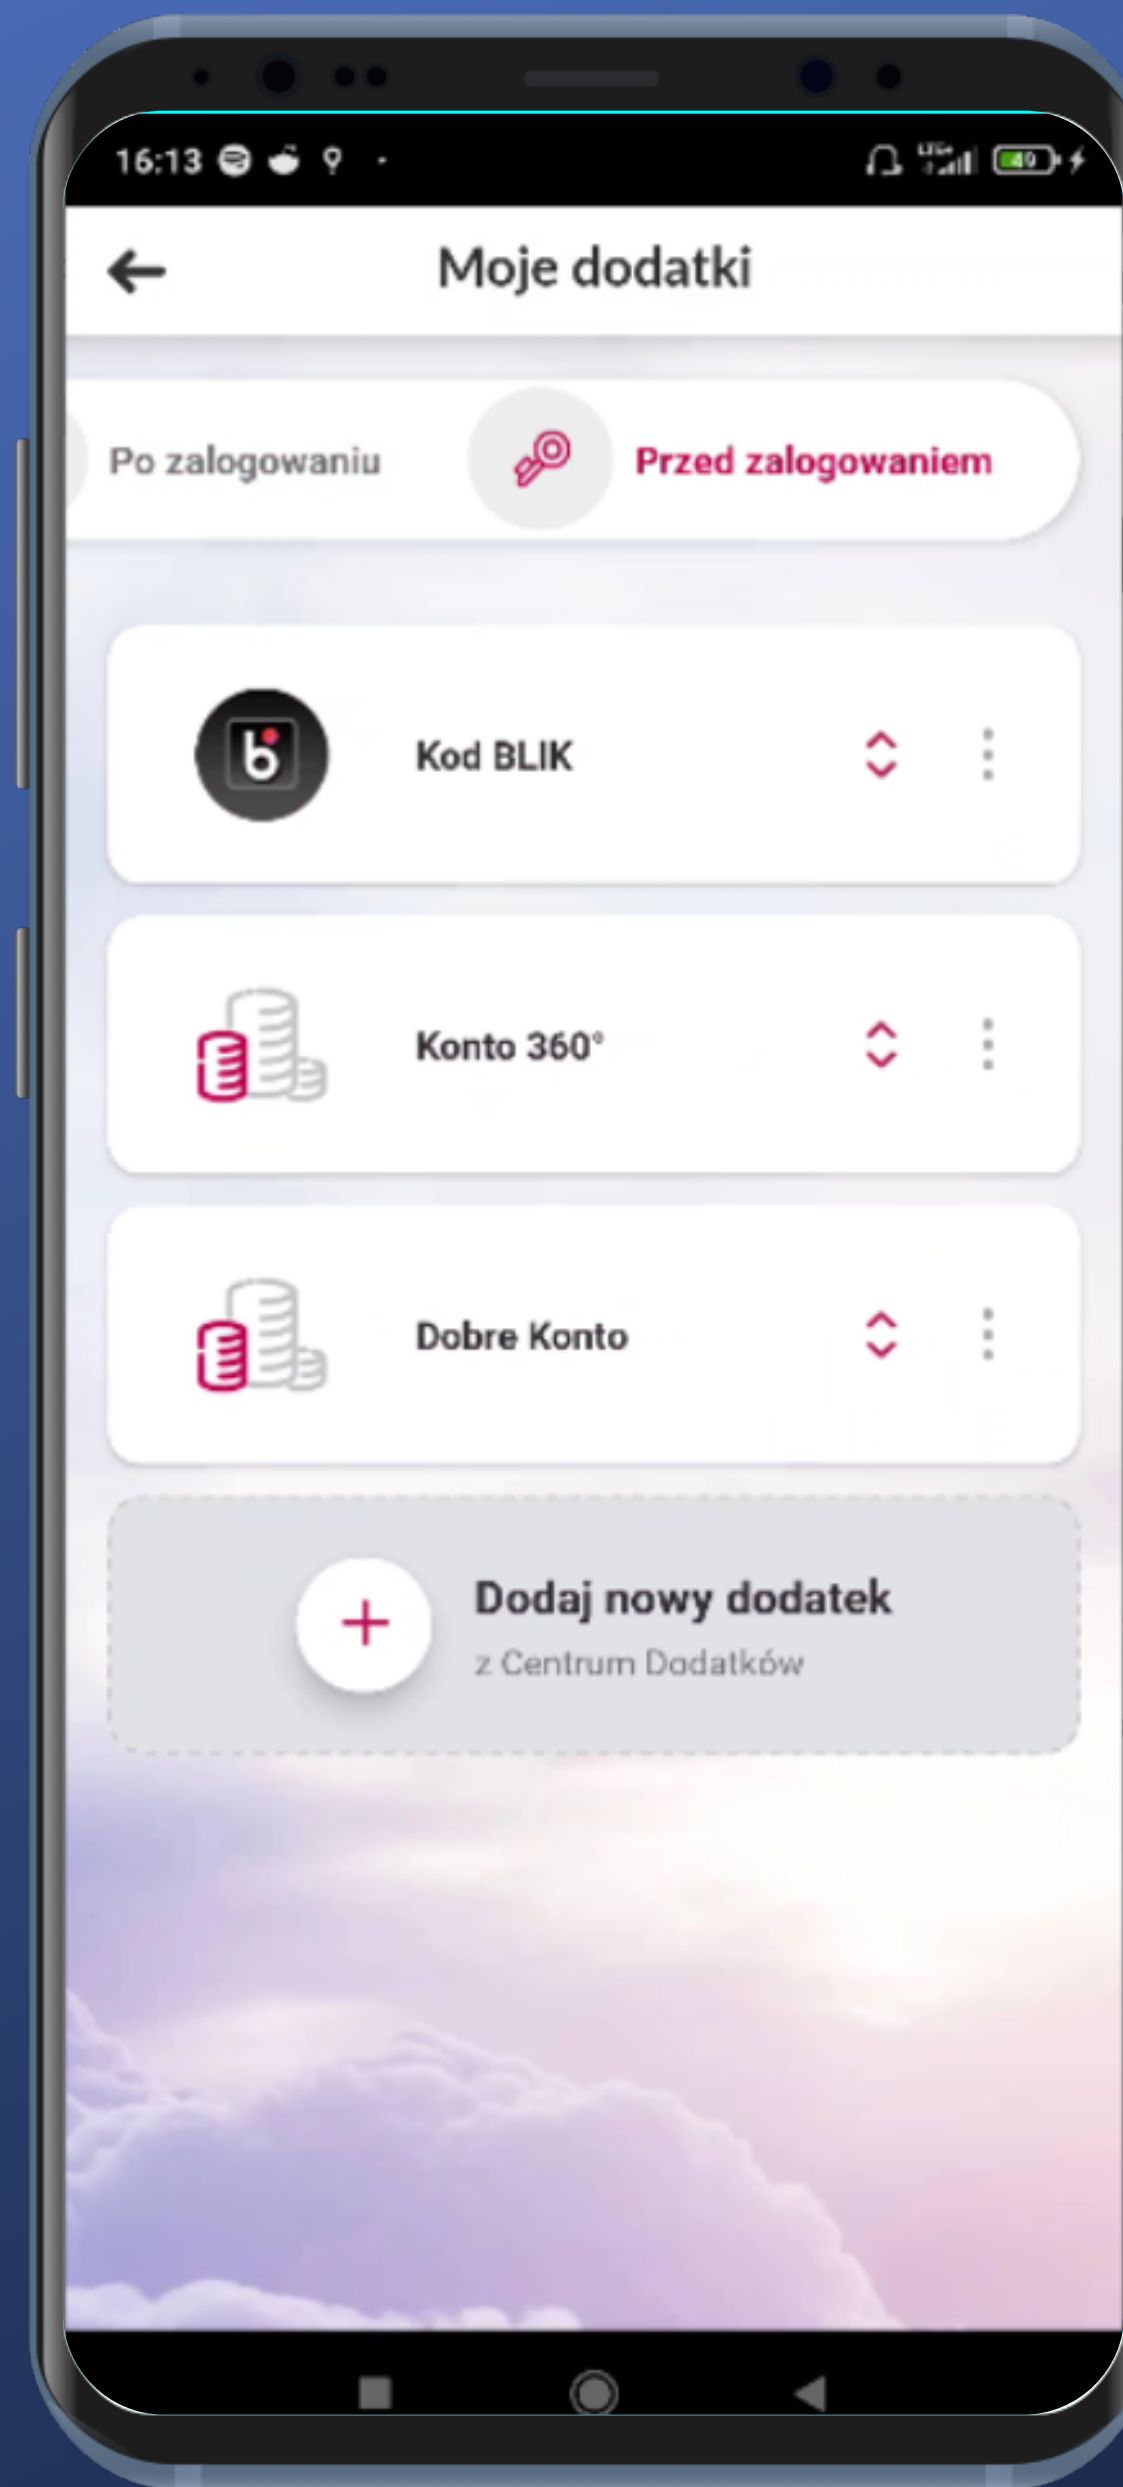 16:13
49
Moje dodatki
Po zalogowaniu
Przed zalogowaniem
Kod BLIK
Konto 360°
Dobre Konto
Dodaj nowy dodatek
z Centrum Dodatków